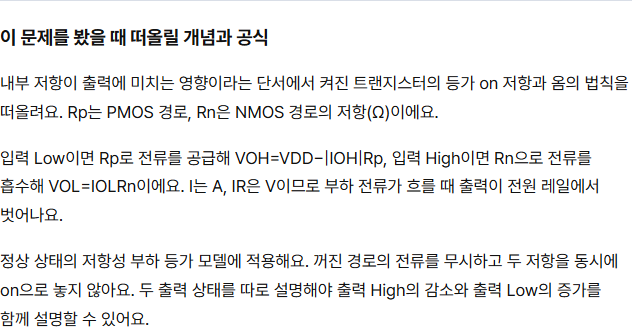 이 문제를 봤을 때 떠올릴 개념과 공식
내부 저항이 출력에 미치는 영향이라는 단서에서 켜진 트랜지스터의 등가 on 저항과 옴의 법칙을
떠올려요. Rp는 PMOS 경로, Rn은 NMOS 경로의 저항(Ω)이에요.
입력 Low이면 Rp로 전류를 공급해 VOH=VDD−|IOH|Rp, 입력 High이면 Rn으로 전류를
흡수해 VOL=IOLRn이에요. I는 A, IR은 V이므로 부하 전류가 흐를 때 출력이 전원 레일에서
벗어나요.
정상 상태의 저항성 부하 등가 모델에 적용해요. 꺼진 경로의 전류를 무시하고 두 저항을 동시에
on으로 놓지 않아요. 두 출력 상태를 따로 설명해야 출력 High의 감소와 출력 Low의 증가를
함께 설명할 수 있어요.